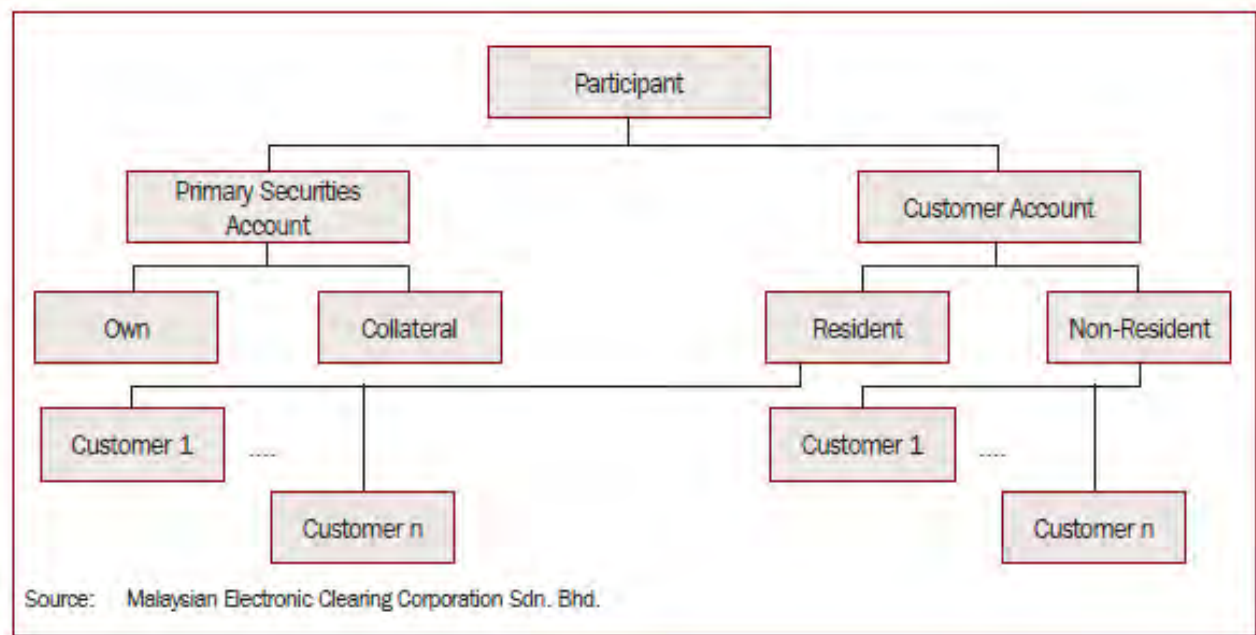 Participant
Primary Securities
Account
Customer Account
Own
Collateral
Resident
Non-Resident
Customer 1
....
Customer n
Customer 1
....
Customer n
Source: Malaysian Electronic Clearing Corporation Sdn. Bhd.